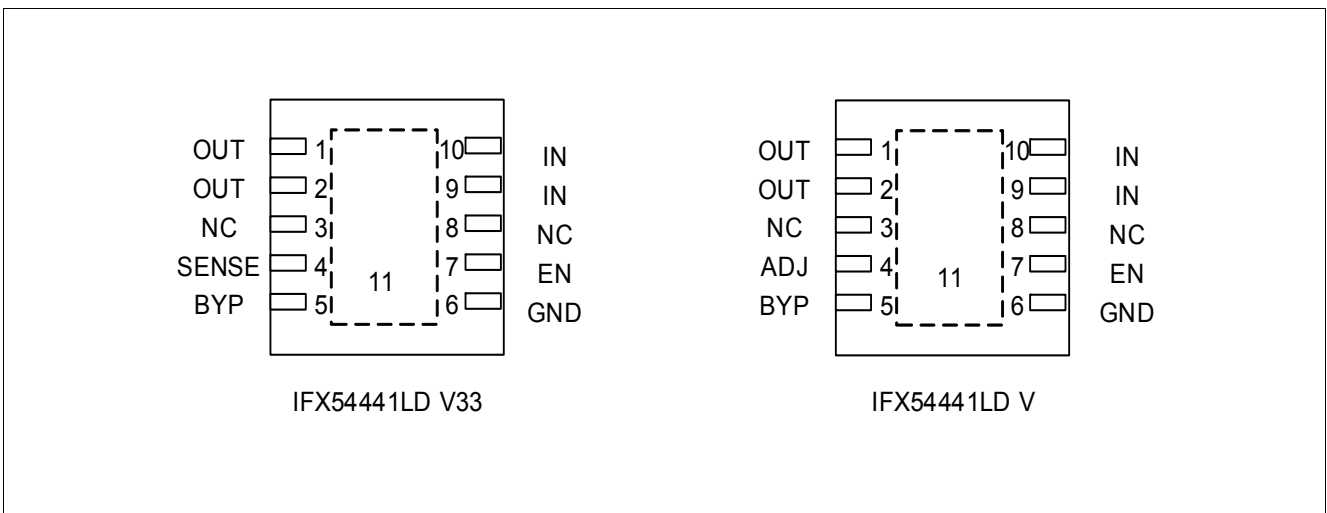 OUT 1 10 IN
OUT 2 9 IN
NC 3 8 NC
SENSE 4 7 EN
BYP 5 6 GND
11
IFX54441LD V33
OUT 1 10 IN
OUT 2 9 IN
NC 3 8 NC
ADJ 4 7 EN
BYP 5 6 GND
11
IFX54441LD V